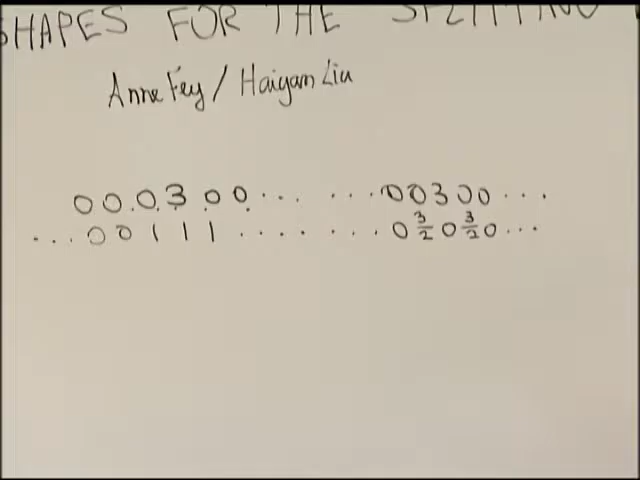 SHAPES FOR THE SPLITTING
Anne Fey / Haiyan Liu
0 0 . 0 . 3 . 0 0 . . . . . . 0 0 3 0 0 . . .
. . . 0 0 1 1 1 . . . . . . . . 0 3/2 0 3/2 0 . . .